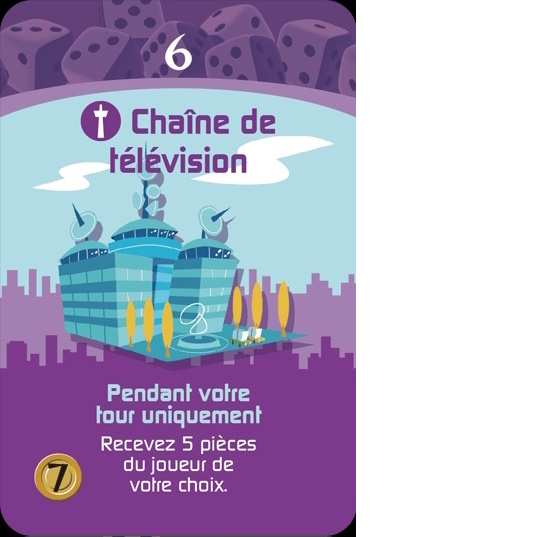 6
Chaîne de
télévision
Pendant votre
tour uniquement
Recevez 5 pièces
du joueur de
votre choix.
7